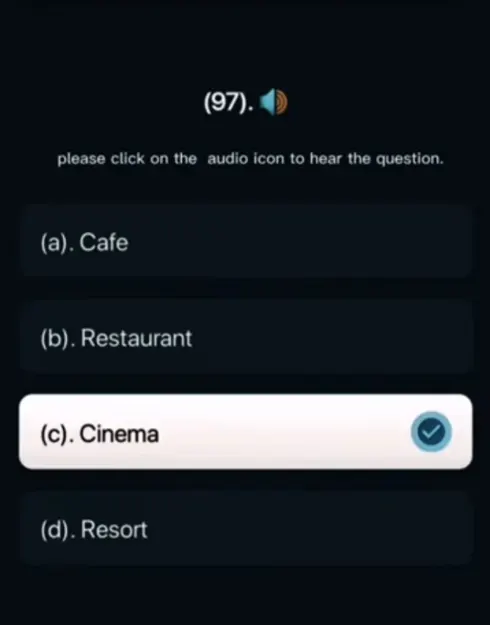 (97).
please click on the audio icon to hear the question.
(a). Cafe
(b). Restaurant
(c). Cinema
(d). Resort